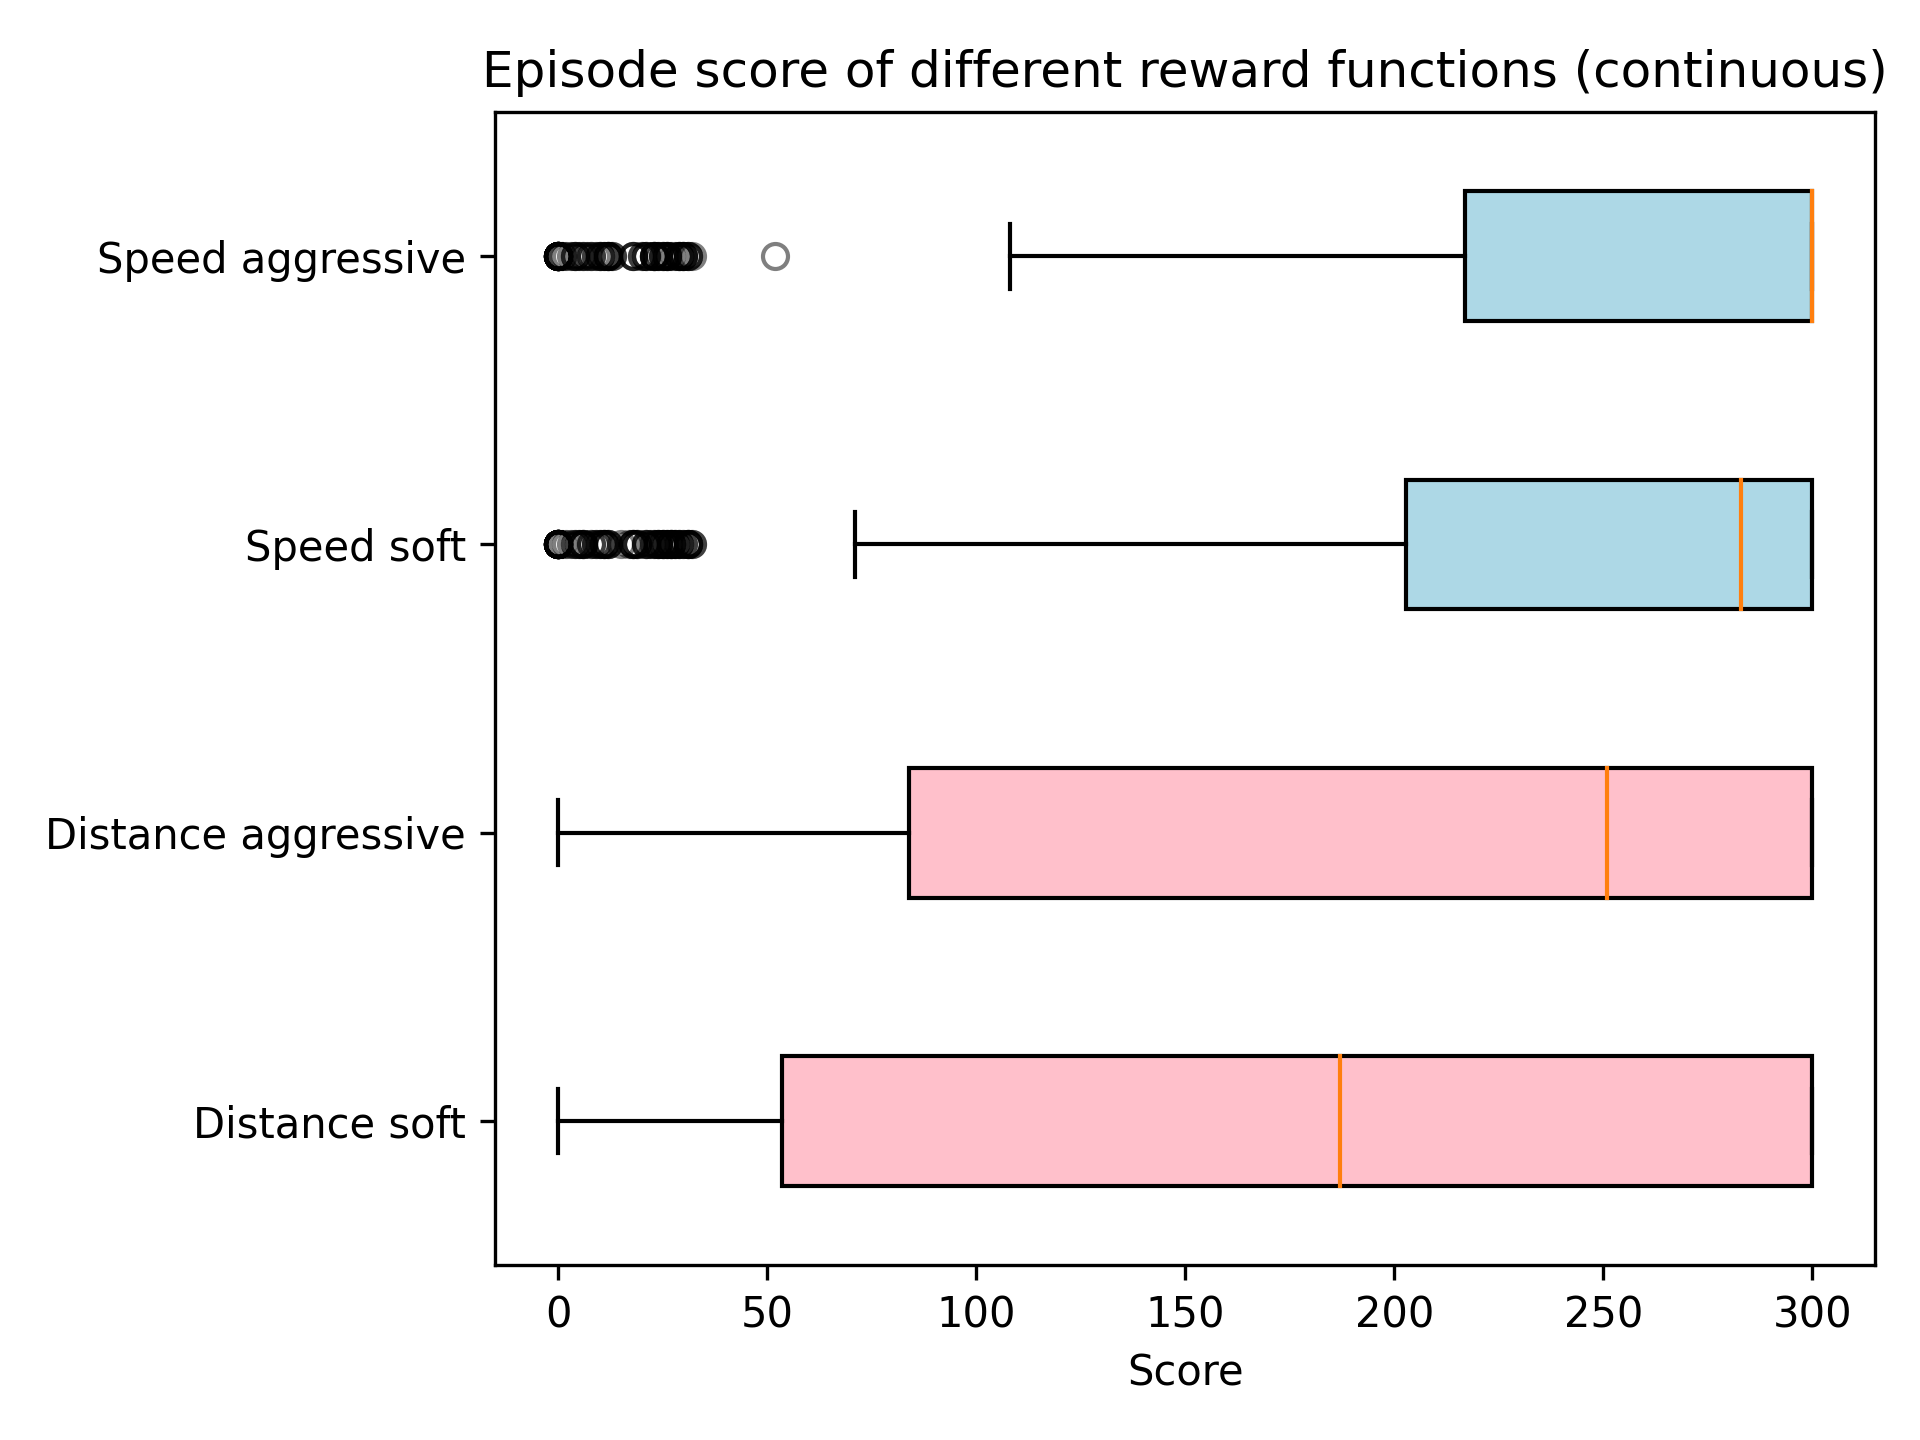 Episode score of different reward functions (continuous)
Speed aggressive
Speed soft
Distance aggressive
Distance soft
0 50 100 150 200 250 300
Score